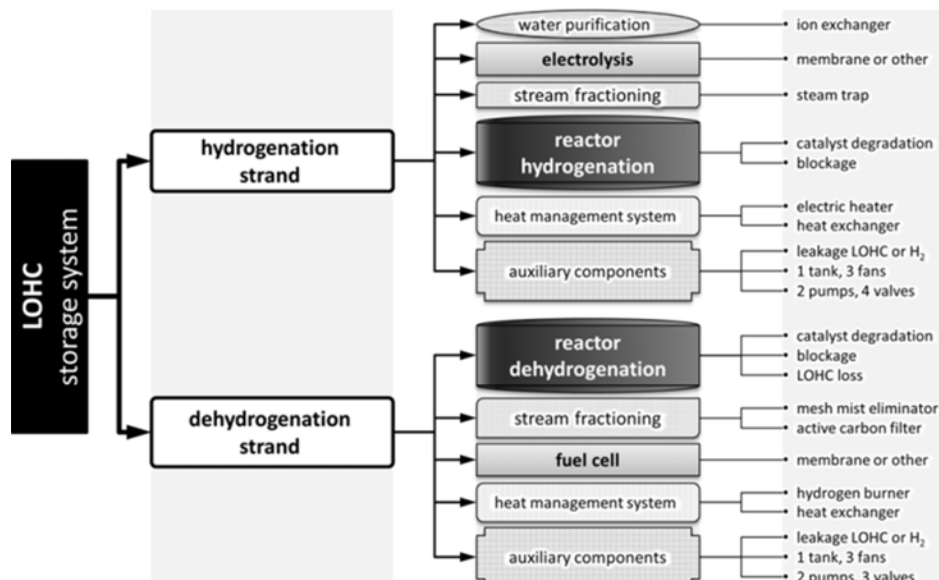 LOHC
storage system
hydrogenation
strand
water purification
ion exchanger
electrolysis
membrane or other
stream fractioning
steam trap
reactor
hydrogenation
catalyst degradation
blockage
heat management system
electric heater
heat exchanger
auxiliary components
leakage LOHC or H₂
1 tank, 3 fans
2 pumps, 4 valves
dehydrogenation
strand
reactor
dehydrogenation
catalyst degradation
blockage
LOHC loss
stream fractioning
mesh mist eliminator
active carbon filter
fuel cell
membrane or other
heat management system
hydrogen burner
heat exchanger
auxiliary components
leakage LOHC or H₂
1 tank, 3 fans
2 pumps, 3 valves